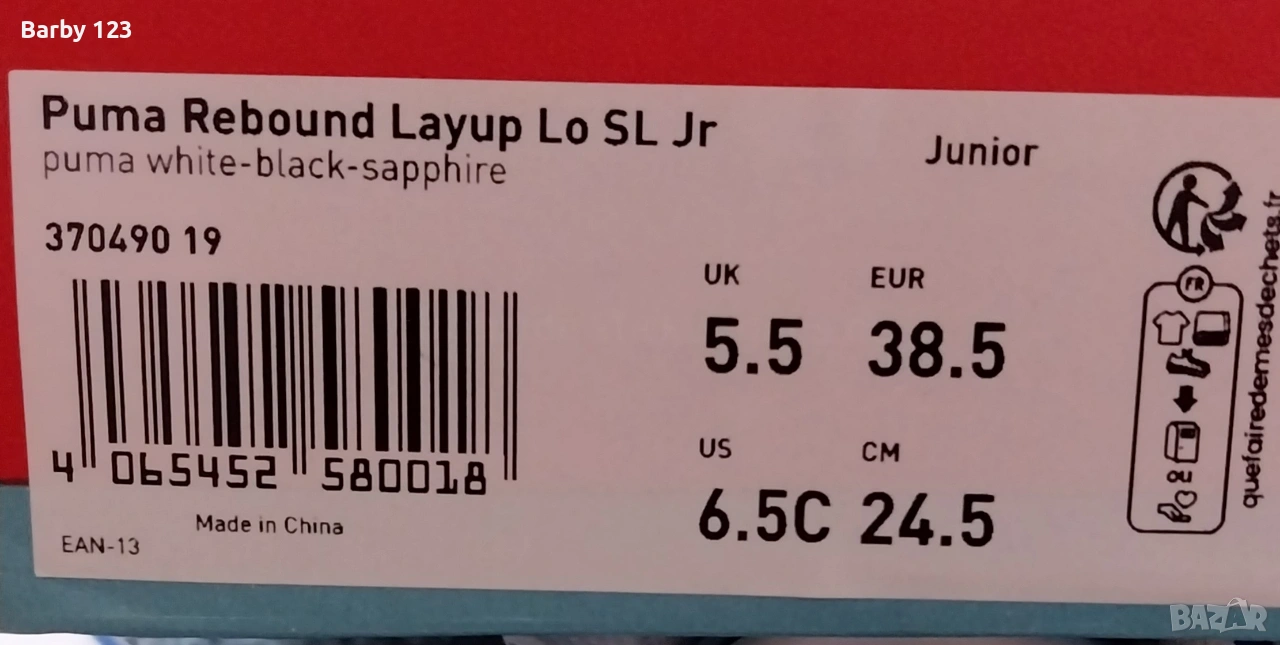 Barby 123
Puma Rebound Layup Lo SL Jr
puma white-black-sapphire
Junior
370490 19
UK EUR
5.5 38.5
US CM
6.5C 24.5
4 065452 580018
Made in China
EAN-13
FR
quefairedemesdechets.fr
BAZAR